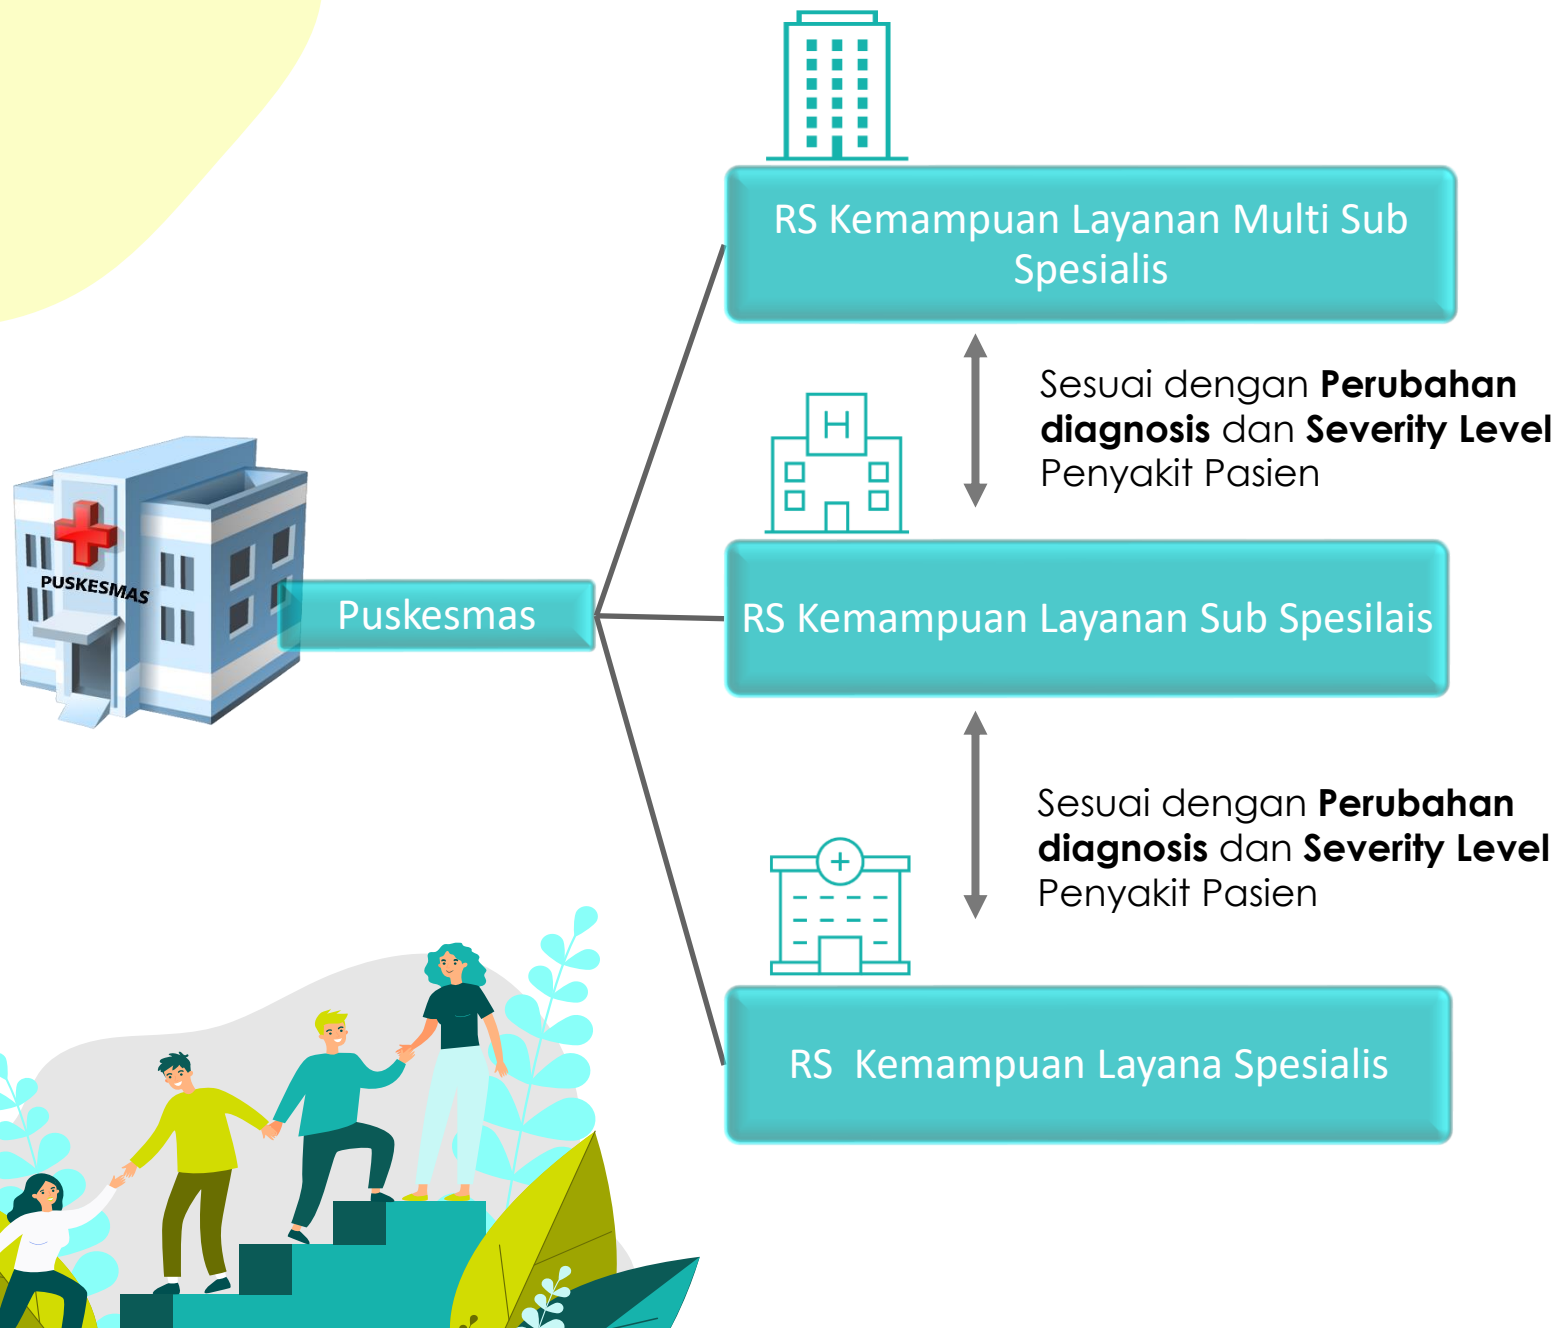 RS Kemampuan Layanan Multi Sub
Spesialis
Sesuai dengan Perubahan
diagnosis dan Severity Level
Penyakit Pasien
H
PUSKESMAS
Puskesmas
RS Kemampuan Layanan Sub Spesilais
Sesuai dengan Perubahan
diagnosis dan Severity Level
Penyakit Pasien
RS Kemampuan Layana Spesialis